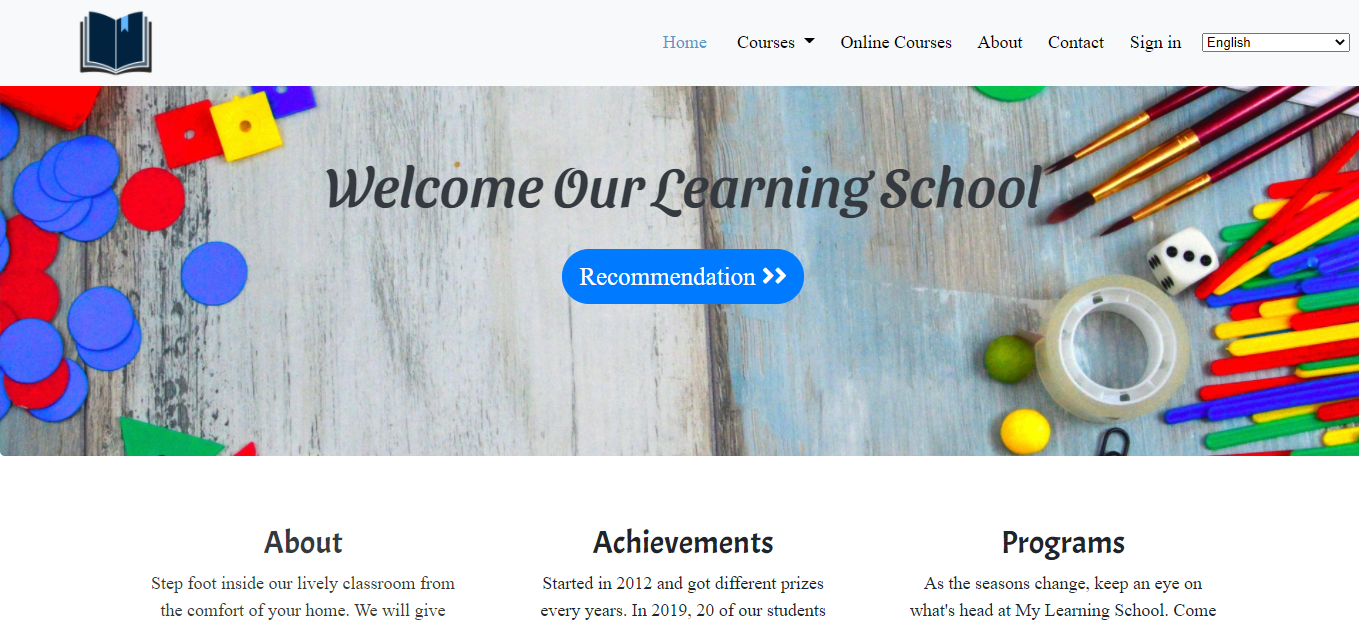 Home Courses Online Courses About Contact Sign in English
Welcome Our Learning School
Recommendation
About
Step foot inside our lively classroom from
the comfort of your home. We will give
Achievements
Started in 2012 and got different prizes
every years. In 2019, 20 of our students
Programs
As the seasons change, keep an eye on
what's head at My Learning School. Come